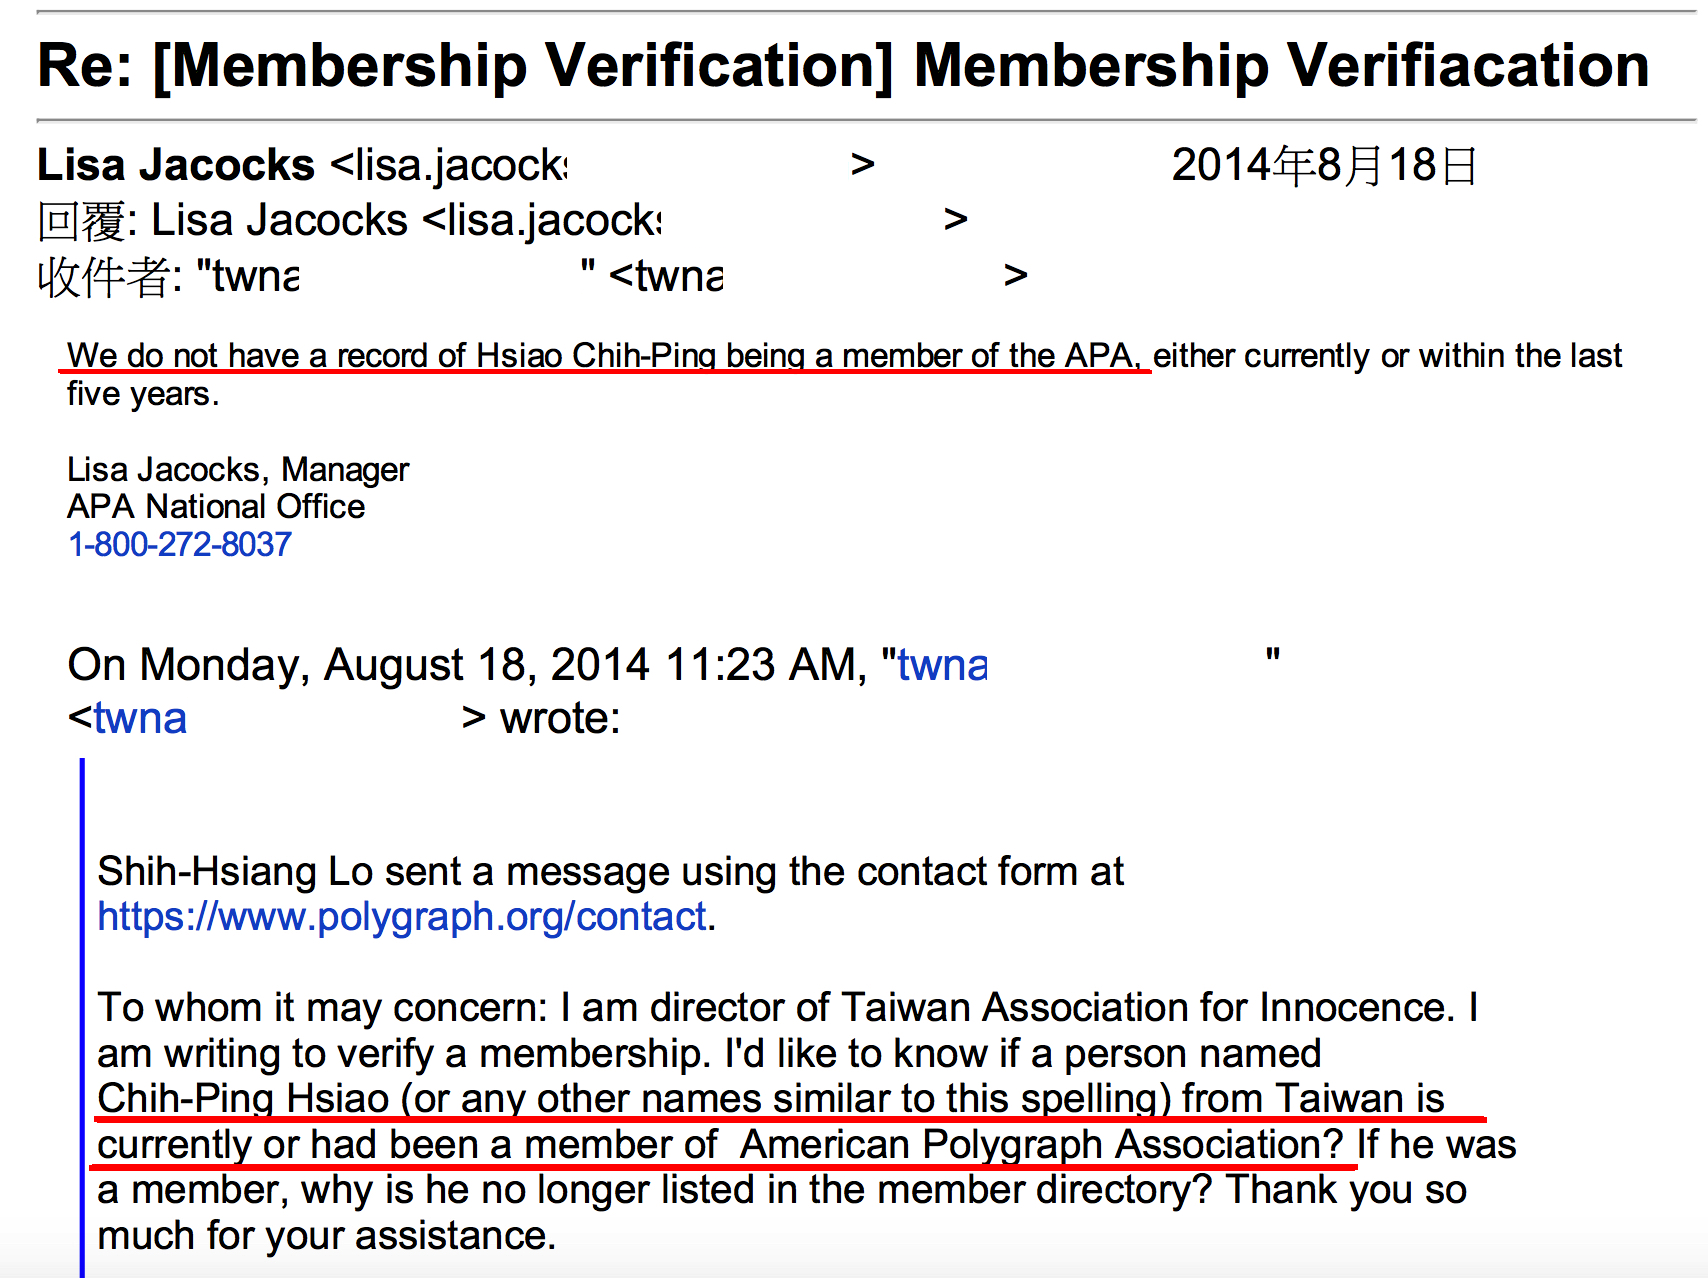 Re: [Membership Verification] Membership Verifiacation
Lisa Jacocks <lisa.jacocks > 2014年8月18日
回覆: Lisa Jacocks <lisa.jacocks >
收件者: "twna " <twna >
We do not have a record of Hsiao Chih-Ping being a member of the APA, either currently or within the last
five years.
Lisa Jacocks, Manager
APA National Office
1-800-272-8037
On Monday, August 18, 2014 11:23 AM, "twna "
<twna > wrote:
Shih-Hsiang Lo sent a message using the contact form at
https://www.polygraph.org/contact.
To whom it may concern: I am director of Taiwan Association for Innocence. I
am writing to verify a membership. I'd like to know if a person named
Chih-Ping Hsiao (or any other names similar to this spelling) from Taiwan is
currently or had been a member of American Polygraph Association? If he was
a member, why is he no longer listed in the member directory? Thank you so
much for your assistance.